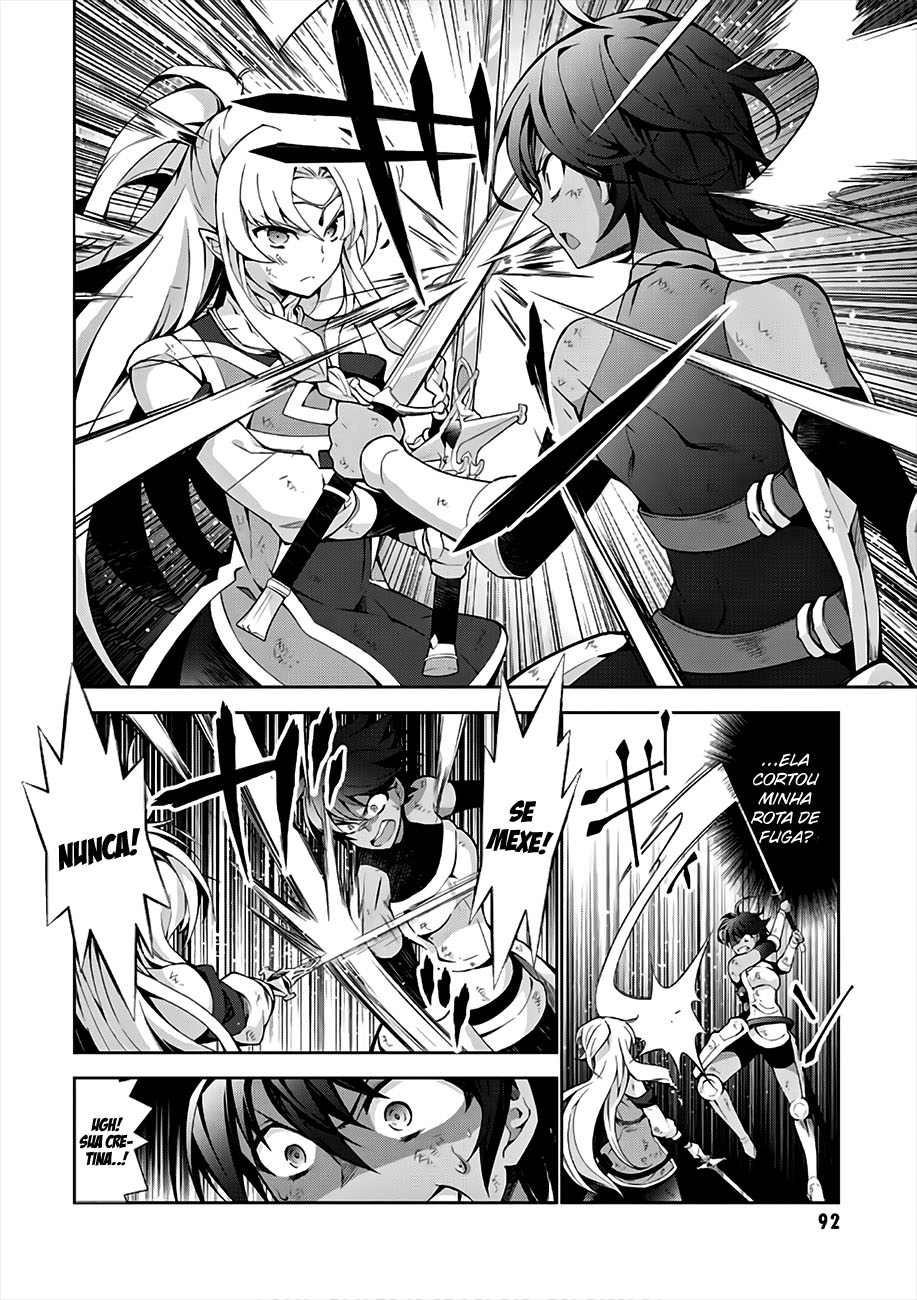 ...ELA
CORTOU
MINHA
ROTA DE
FUGA?
SE
MEXE!
NUNCA!
UGH!
SUA CRE-
TINA..!
92